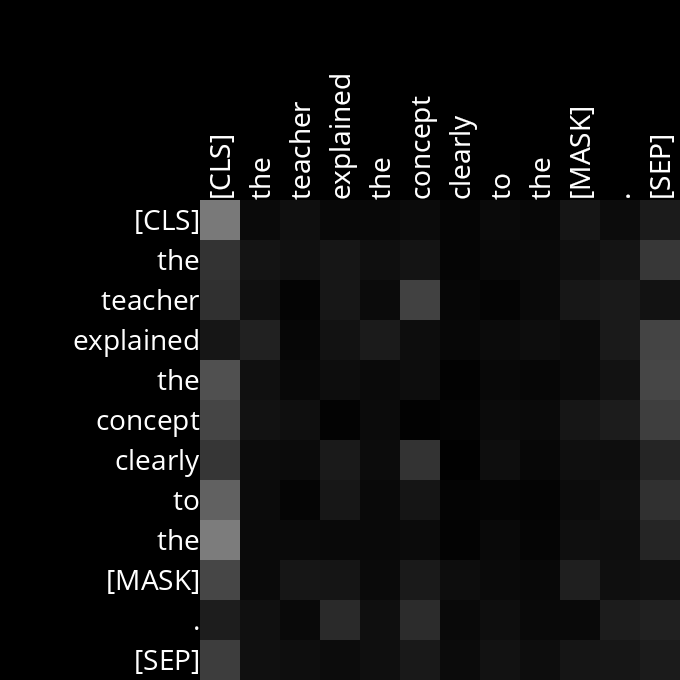 [CLS]
the
teacher
explained
the
concept
clearly
to
the
[MASK]
.
[SEP]
[CLS]
the
teacher
explained
the
concept
clearly
to
the
[MASK]
.
[SEP]